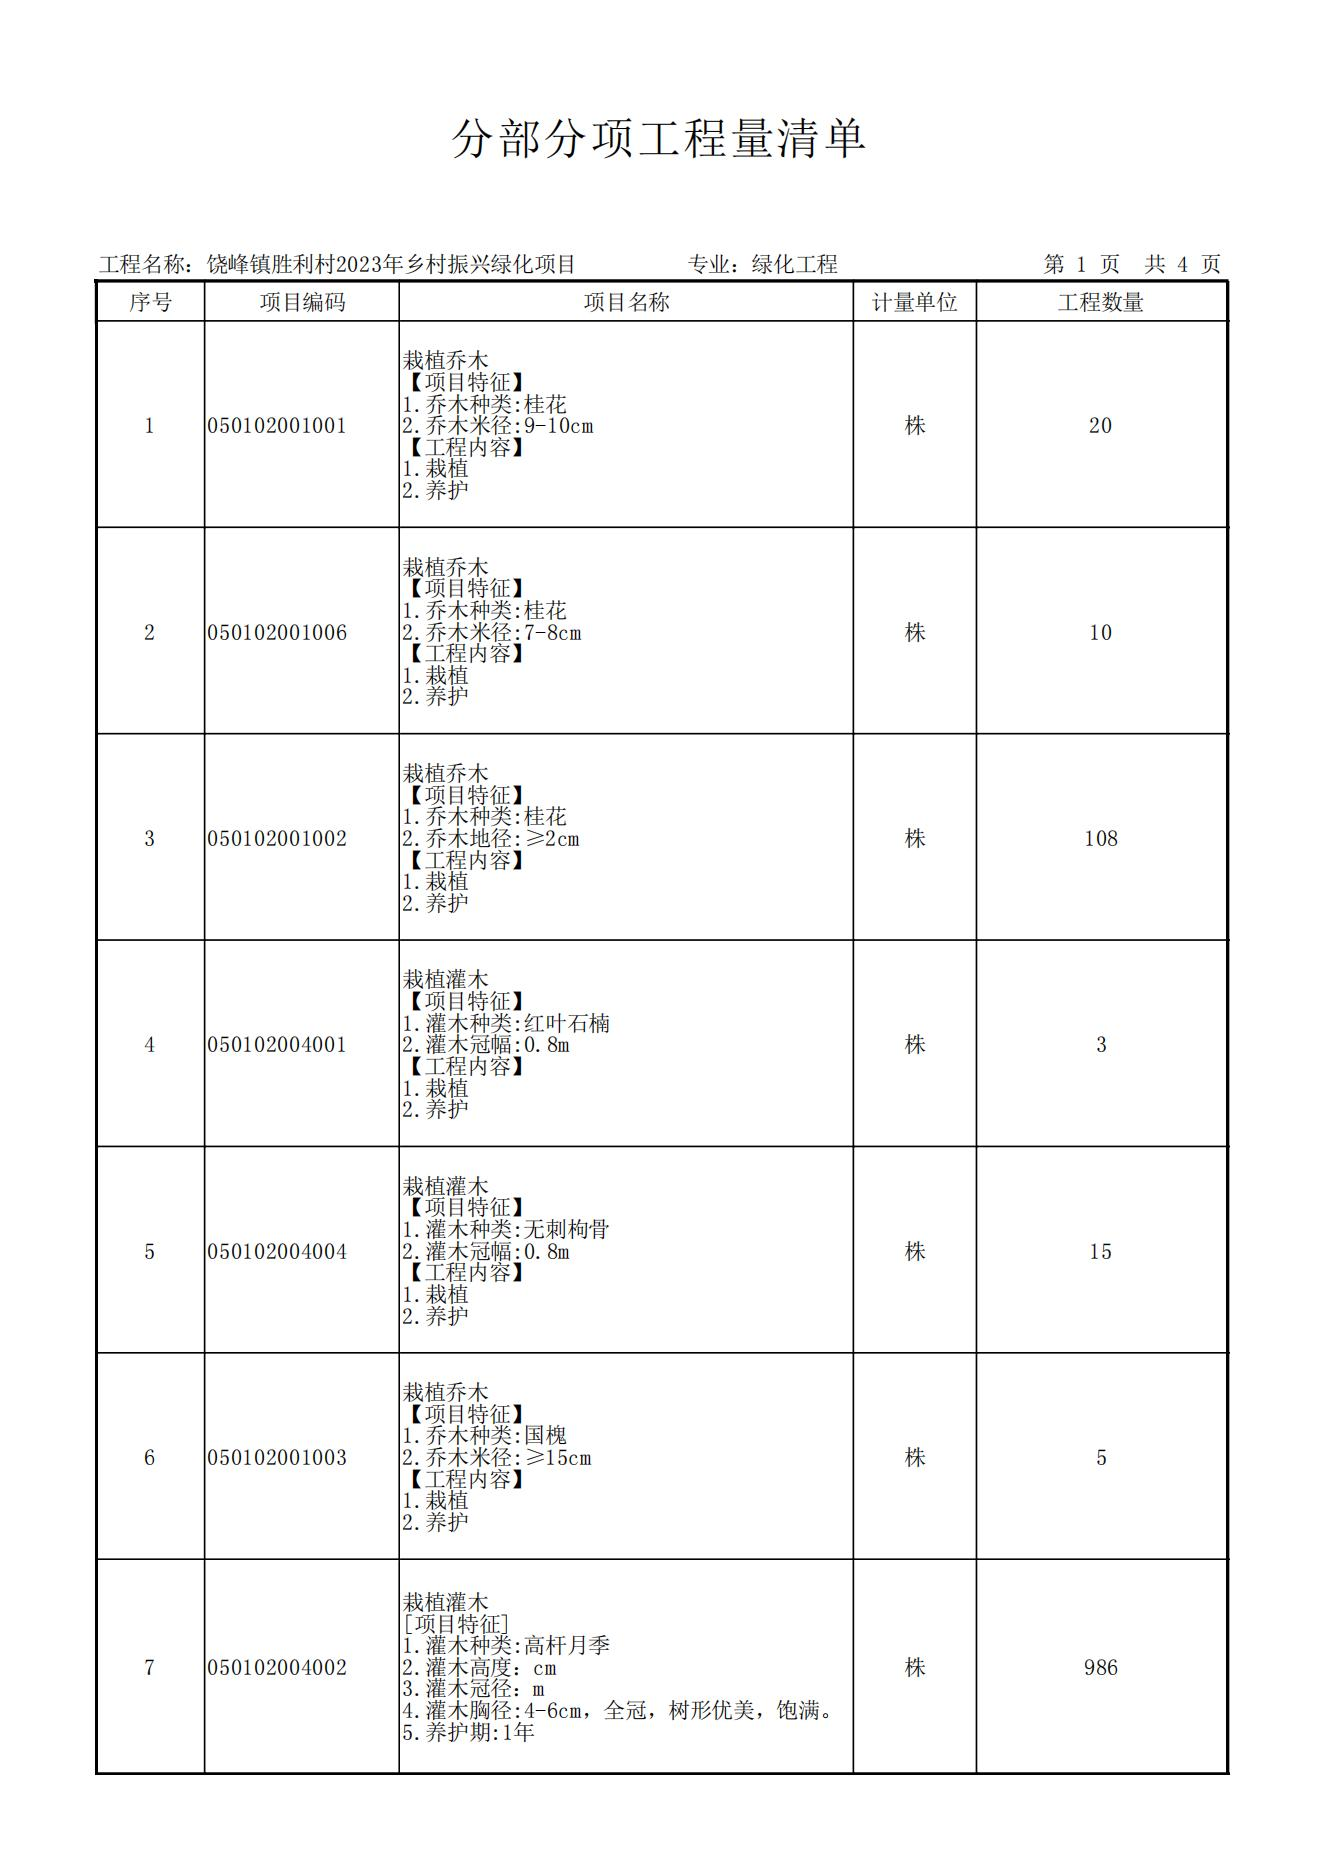 分部分项工程量清单
工程名称：饶峰镇胜利村2023年乡村振兴绿化项目 专业：绿化工程 第 1 页 共 4 页
序号 项目编码 项目名称 计量单位 工程数量
1 050102001001 栽植乔木
【项目特征】
1.乔木种类:桂花
2.乔木米径:9-10cm
【工程内容】
1.栽植
2.养护 株 20
2 050102001006 栽植乔木
【项目特征】
1.乔木种类:桂花
2.乔木米径:7-8cm
【工程内容】
1.栽植
2.养护 株 10
3 050102001002 栽植乔木
【项目特征】
1.乔木种类:桂花
2.乔木地径:≥2cm
【工程内容】
1.栽植
2.养护 株 108
4 050102004001 栽植灌木
【项目特征】
1.灌木种类:红叶石楠
2.灌木冠幅:0.8m
【工程内容】
1.栽植
2.养护 株 3
5 050102004004 栽植灌木
【项目特征】
1.灌木种类:无刺枸骨
2.灌木冠幅:0.8m
【工程内容】
1.栽植
2.养护 株 15
6 050102001003 栽植乔木
【项目特征】
1.乔木种类:国槐
2.乔木米径:≥15cm
【工程内容】
1.栽植
2.养护 株 5
7 050102004002 栽植灌木
[项目特征]
1.灌木种类:高杆月季
2.灌木高度：cm
3.灌木冠径：m
4.灌木胸径:4-6cm，全冠，树形优美，饱满。
5.养护期:1年 株 986